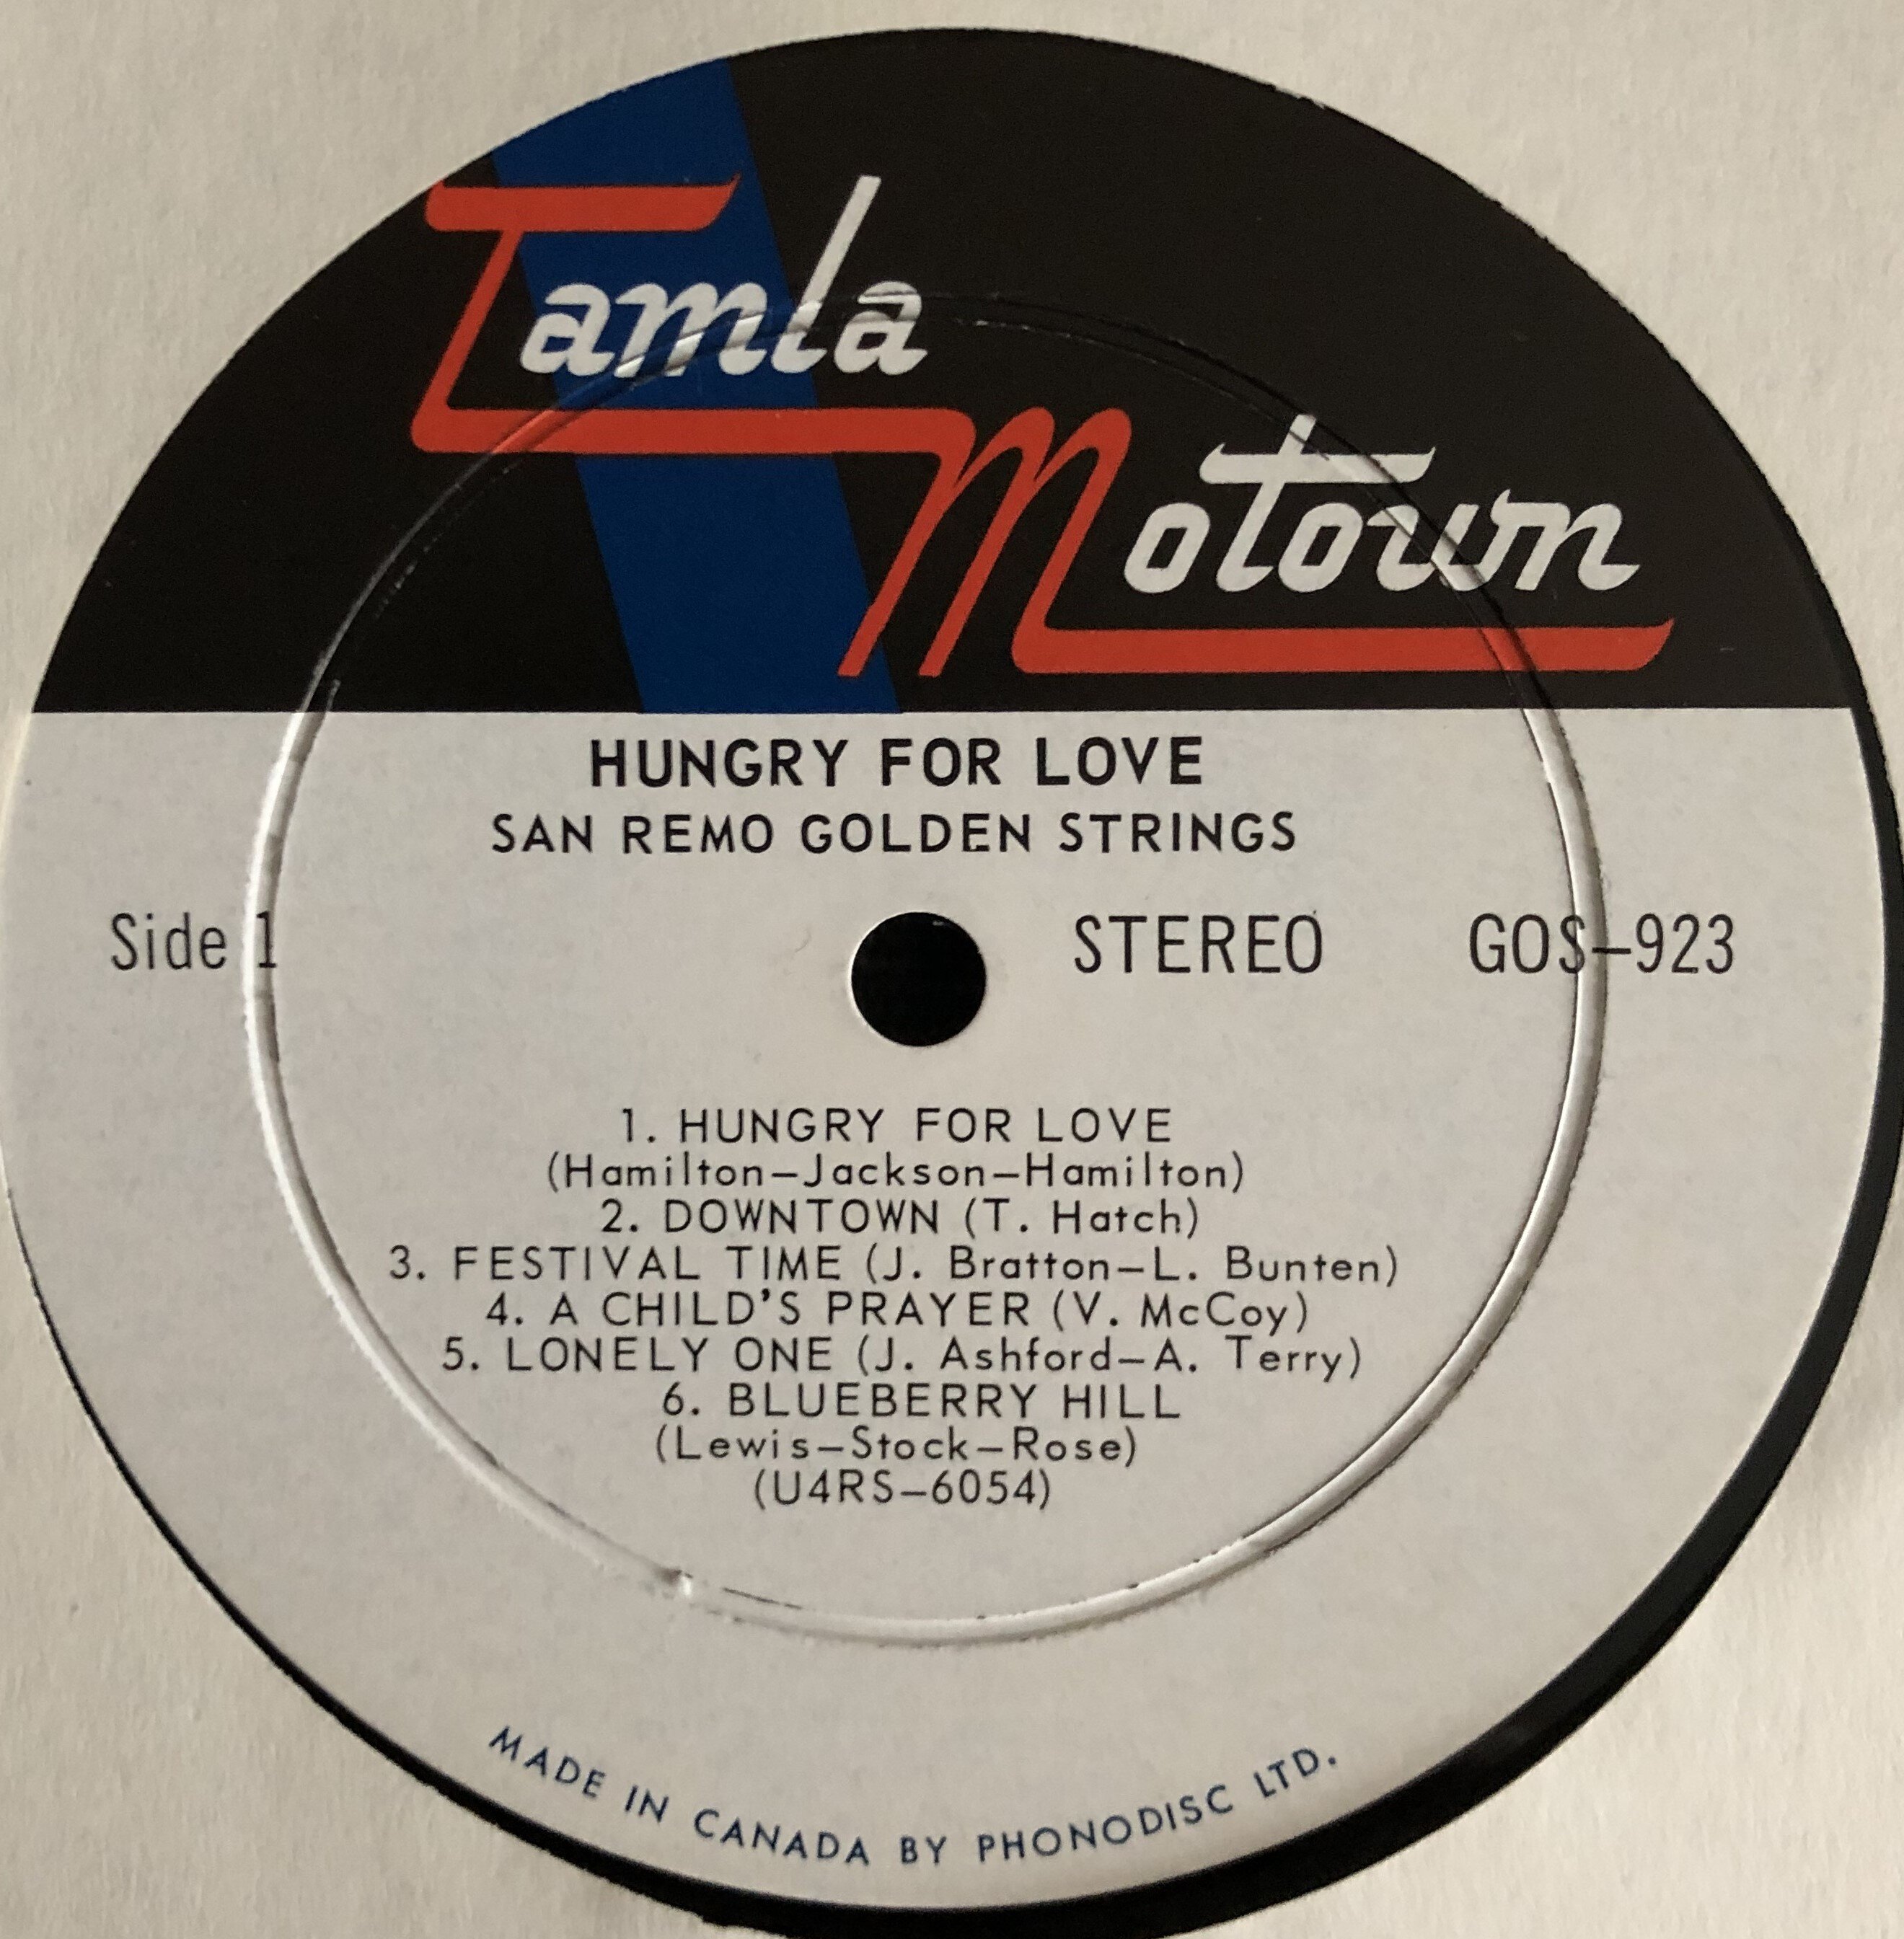 Tamla
Motown
HUNGRY FOR LOVE
SAN REMO GOLDEN STRINGS
Side 1 STEREO GOS–923
1. HUNGRY FOR LOVE
(Hamilton–Jackson–Hamilton)
2. DOWNTOWN (T. Hatch)
3. FESTIVAL TIME (J. Bratton–L. Bunten)
4. A CHILD'S PRAYER (V. McCoy)
5. LONELY ONE (J. Ashford–A. Terry)
6. BLUEBERRY HILL
(Lewis–Stock–Rose)
(U4RS–6054)
MADE IN CANADA BY PHONODISC LTD.